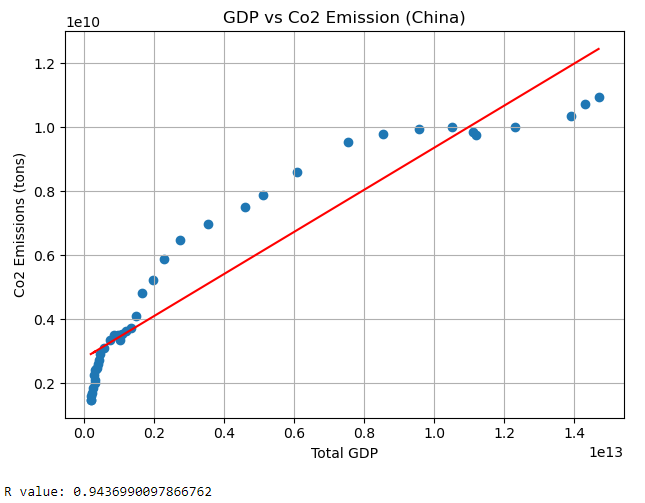 GDP vs Co2 Emission (China)
1e10
1.2
1.0
0.8
0.6
0.4
0.2
Co2 Emissions (tons)
0.0 0.2 0.4 0.6 0.8 1.0 1.2 1.4
1e13
Total GDP
R value: 0.9436990097866762